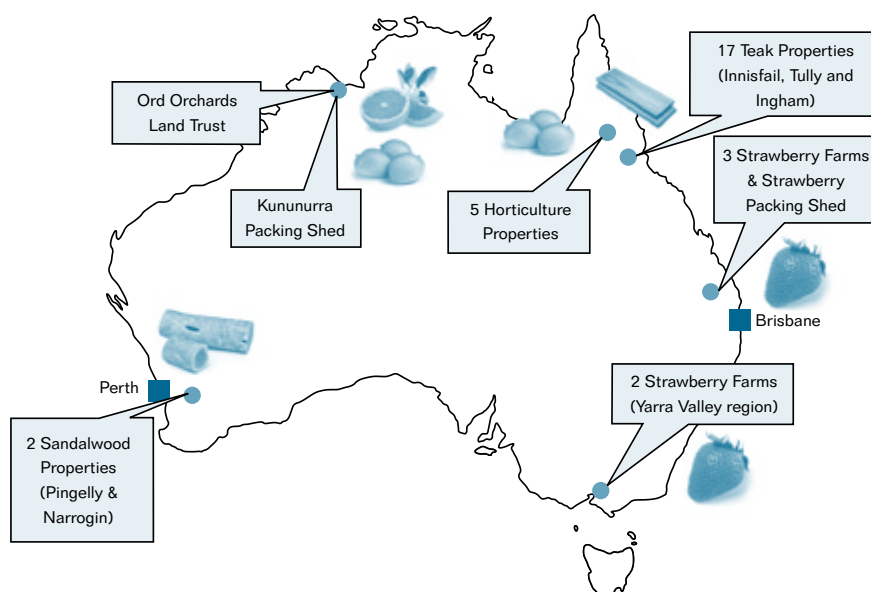 17 Teak Properties
(Innisfail, Tully and
Ingham)
Ord Orchards
Land Trust
3 Strawberry Farms
& Strawberry
Packing Shed
Kununurra
Packing Shed
5 Horticulture
Properties
Brisbane
Perth
2 Strawberry Farms
(Yarra Valley region)
2 Sandalwood
Properties
(Pingelly &
Narrogin)